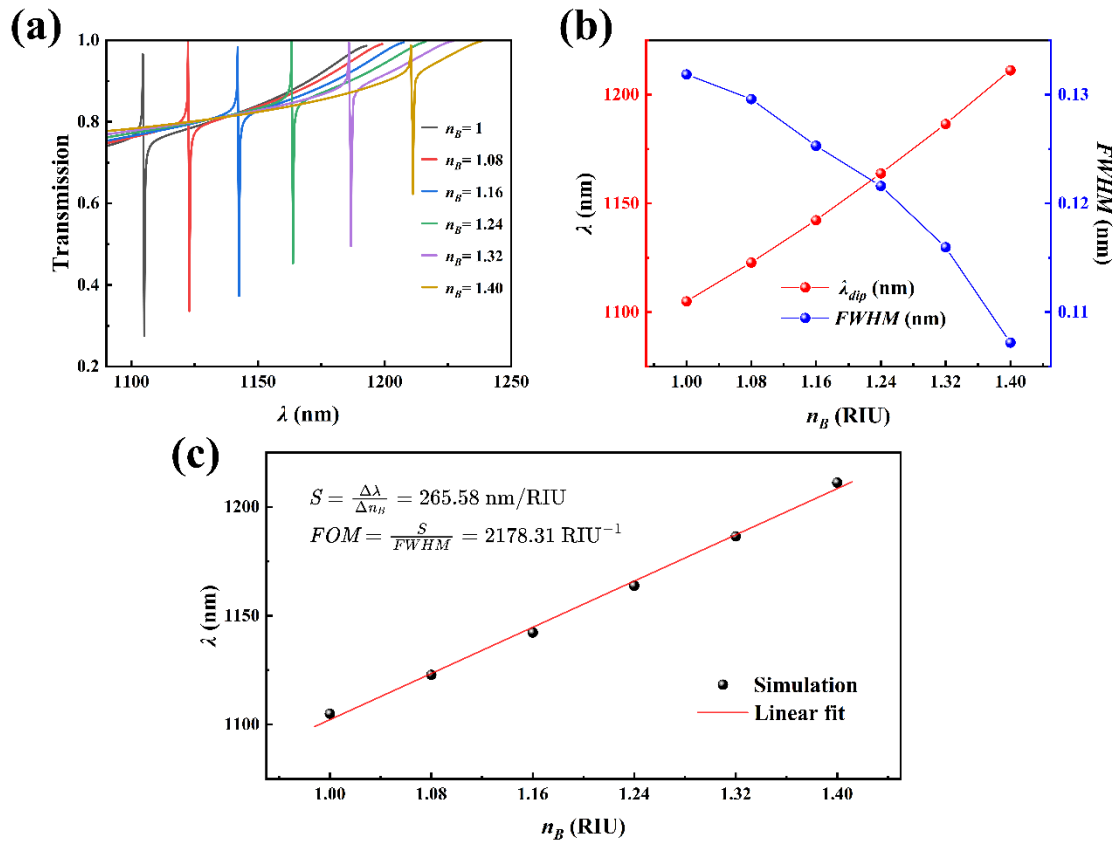 (a)
1.0
0.8
0.6
0.4
0.2
Transmission
n_B= 1
n_B= 1.08
n_B= 1.16
n_B= 1.24
n_B= 1.32
n_B= 1.40
1100
1150
1200
1250
λ (nm)
(b)
1200
1150
1100
λ (nm)
0.13
0.12
0.11
FWHM (nm)
λ_dip (nm)
FWHM (nm)
1.00
1.08
1.16
1.24
1.32
1.40
n_B (RIU)
(c)
S = Δλ/Δn_B = 265.58 nm/RIU
FOM = S/FWHM = 2178.31 RIU⁻¹
1200
1150
1100
λ (nm)
Simulation
Linear fit
1.00
1.08
1.16
1.24
1.32
1.40
n_B (RIU)